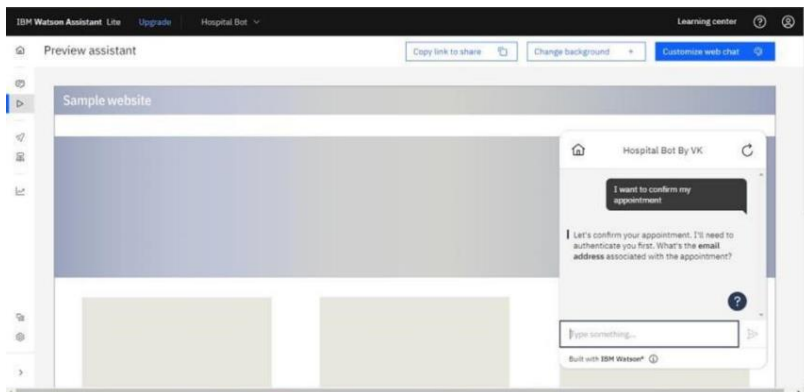 IBM Watson Assistant Lite Upgrade Hospital Bot Learning center
Preview assistant Copy link to share Change background + Customize web chat
Sample website
Hospital Bot By VK
I want to confirm my
appointment
Let's confirm your appointment. I'll need to
authenticate you first. What's the email
address associated with the appointment?
?
Type something...
Built with IBM Watson®